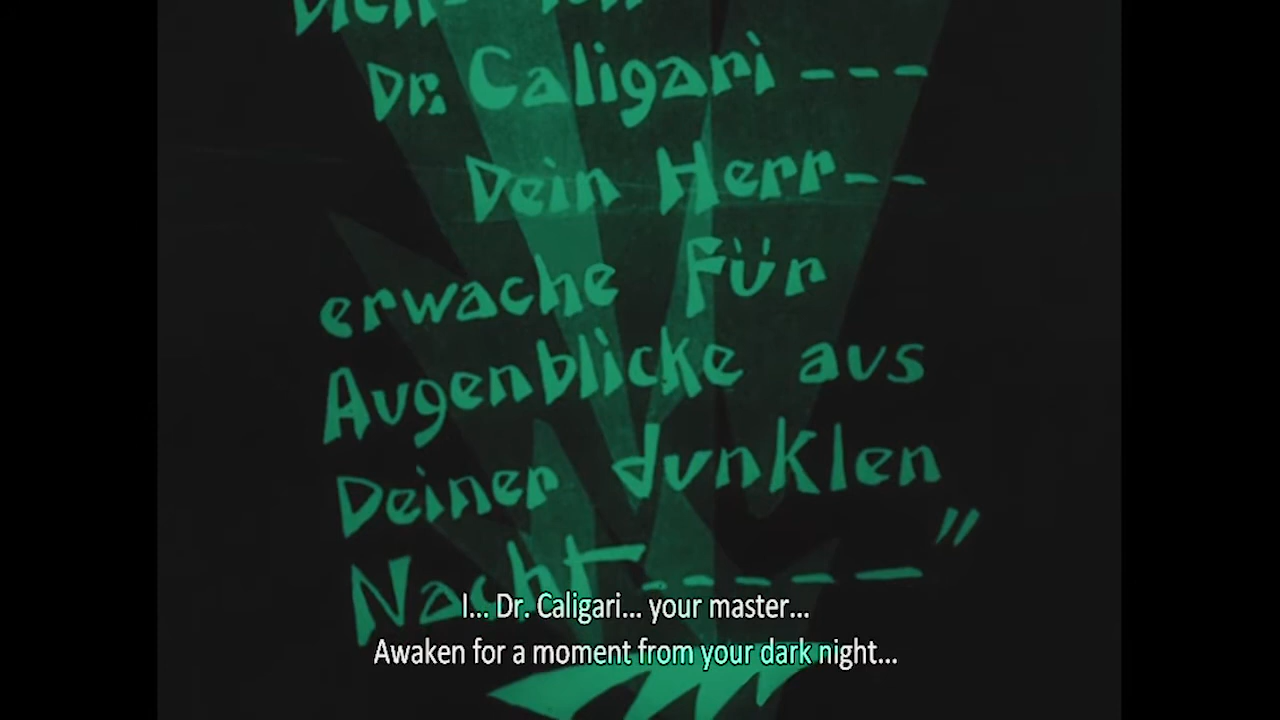 Dr. Caligari ---
Dein Herr--
erwache für
Augenblicke aus
Deiner dunklen
Nacht-----"
I... Dr. Caligari... your master...
Awaken for a moment from your dark night...